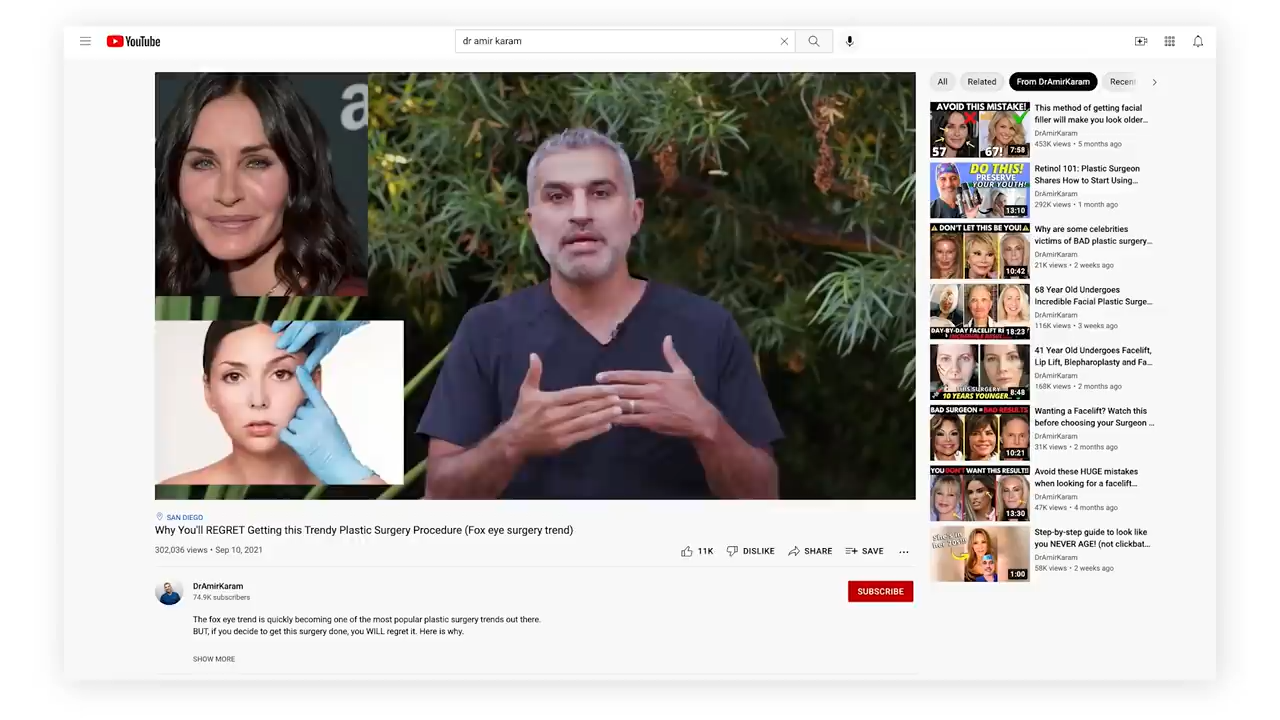 YouTube
dr amir karam
a
SAN DIEGO
Why You'll REGRET Getting this Trendy Plastic Surgery Procedure (Fox eye surgery trend)
302,036 views • Sep 10, 2021
11K
DISLIKE
SHARE
SAVE
DrAmirKaram
74.9K subscribers
SUBSCRIBE
The fox eye trend is quickly becoming one of the most popular plastic surgery trends out there.
BUT, if you decide to get this surgery done, you WILL regret it. Here is why.
SHOW MORE
All
Related
From DrAmirKaram
Recent
AVOID THIS MISTAKE!
57
67!
7:58
This method of getting facial
filler will make you look older...
DrAmirKaram
453K views • 5 months ago
DO THIS!
PRESERVE
YOUR YOUTH!
13:10
Retinol 101: Plastic Surgeon
Shares How to Start Using...
DrAmirKaram
292K views • 1 month ago
DON'T LET THIS BE YOU!
10:42
Why are some celebrities
victims of BAD plastic surgery...
DrAmirKaram
21K views • 2 weeks ago
DAY-BY-DAY FACELIFT
18:23
68 Year Old Undergoes
Incredible Facial Plastic Surge...
DrAmirKaram
116K views • 3 weeks ago
THIS SURGERY
10 YEARS YOUNGER
8:48
41 Year Old Undergoes Facelift,
Lip Lift, Blepharoplasty and Fa...
DrAmirKaram
168K views • 2 months ago
BAD SURGEON = BAD RESULTS
10:21
Wanting a Facelift? Watch this
before choosing your Surgeon ...
DrAmirKaram
31K views • 2 months ago
YOU DON'T WANT THIS RESULT!
13:30
Avoid these HUGE mistakes
when looking for a facelift...
DrAmirKaram
47K views • 4 months ago
She's in
her 70s!!
1:00
Step-by-step guide to look like
you NEVER AGE! (not clickbat...
DrAmirKaram
58K views • 2 weeks ago